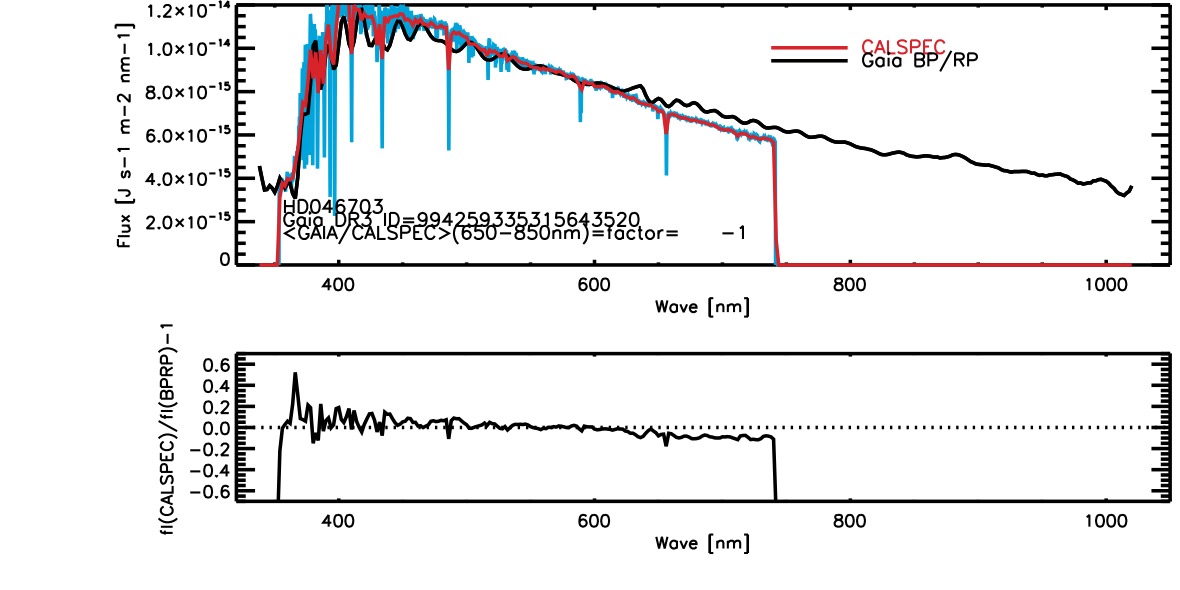 1.2×10⁻¹⁴
1.0×10⁻¹⁴
8.0×10⁻¹⁵
6.0×10⁻¹⁵
4.0×10⁻¹⁵
2.0×10⁻¹⁵
0
Flux [J s−1 m−2 nm−1]
CALSPEC
Gaia BP/RP
HD046703
Gaia DR3 ID=994259335315643520
<GAIA/CALSPEC>(650−850nm)=factor= −1
400 600 800 1000
Wave [nm]
fl(CALSPEC)/fl(BPRP)−1
0.6
0.4
0.2
0.0
−0.2
−0.4
−0.6
400 600 800 1000
Wave [nm]